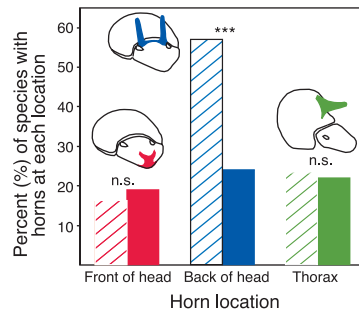 Percent (%) of species with
horns at each location
60
50
40
30
20
10
***
n.s.
n.s.
Front of head
Back of head
Thorax
Horn location